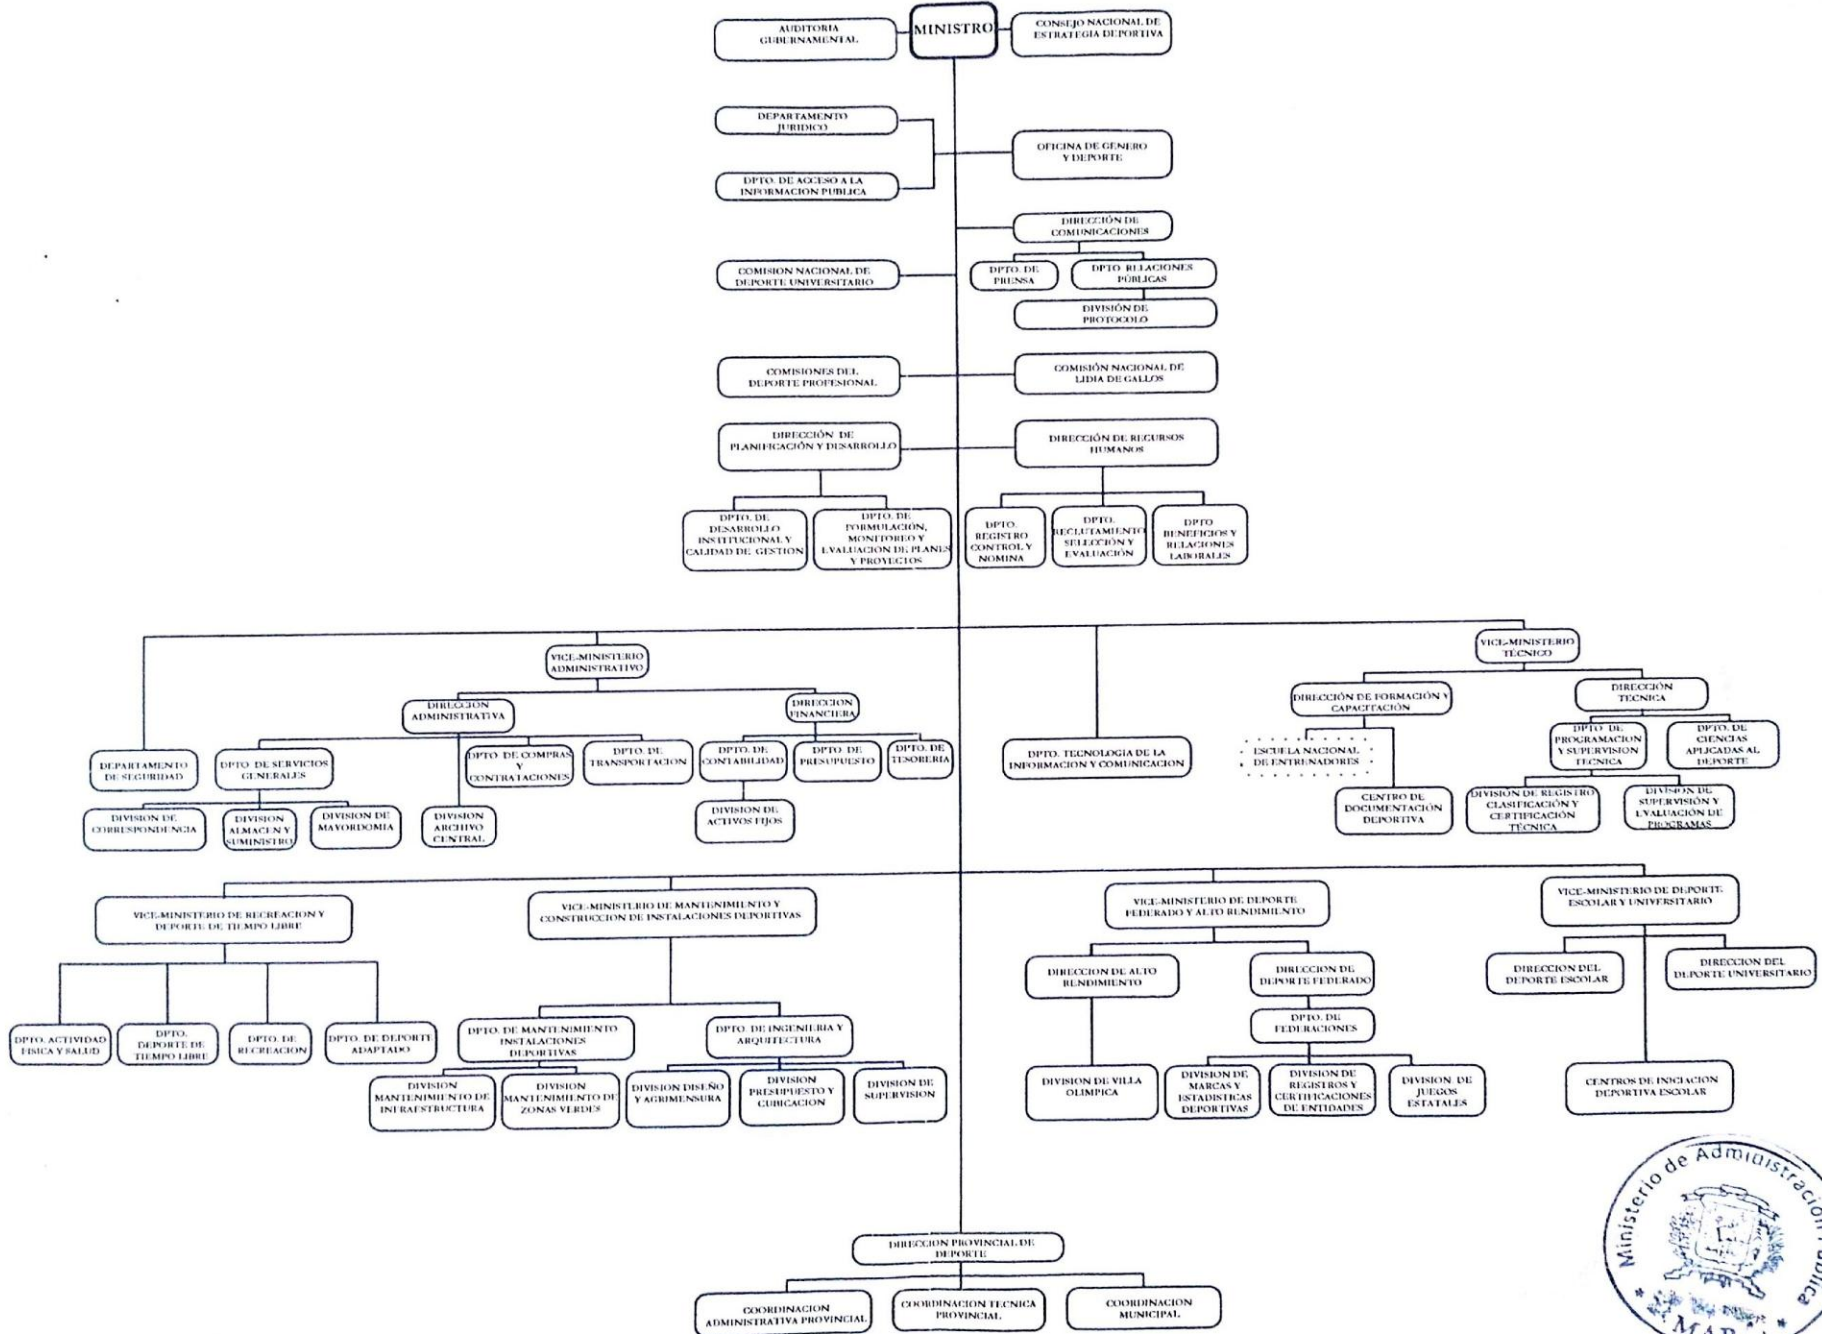 AUDITORIA
GUBERNAMENTAL
MINISTRO
CONSEJO NACIONAL DE
ESTRATEGIA DEPORTIVA
DEPARTAMENTO
JURIDICO
OFICINA DE GENERO
Y DEPORTE
DPTO. DE ACCESO A LA
INFORMACION PUBLICA
DIRECCIÓN DE
COMUNICACIONES
COMISION NACIONAL DE
DEPORTE UNIVERSITARIO
DPTO. DE
PRENSA
DPTO RELACIONES
PÚBLICAS
DIVISIÓN DE
PROTOCOLO
COMISIONES DEL
DEPORTE PROFESIONAL
COMISIÓN NACIONAL DE
LIDIA DE GALLOS
DIRECCIÓN DE
PLANIFICACIÓN Y DESARROLLO
DIRECCIÓN DE RECURSOS
HUMANOS
DPTO. DE
DESARROLLO
INSTITUCIONAL Y
CALIDAD DE GESTION
DPTO. DE
FORMULACIÓN,
MONITOREO Y
EVALUACIÓN DE PLANES
Y PROYECTOS
DPTO.
REGISTRO
CONTROL Y
NOMINA
DPTO.
RECLUTAMIENTO
SELECCIÓN Y
EVALUACIÓN
DPTO
BENEFICIOS Y
RELACIONES
LABORALES
VICE-MINISTERIO
ADMINISTRATIVO
VICE-MINISTERIO
TÉCNICO
DIRECCION
ADMINISTRATIVA
DIRECCION
FINANCIERA
DIRECCIÓN DE FORMACIÓN Y
CAPACITACIÓN
DIRECCIÓN
TECNICA
DEPARTAMENTO
DE SEGURIDAD
DPTO DE SERVICIOS
GENERALES
DPTO. DE COMPRAS
Y
CONTRATACIONES
DPTO. DE
TRANSPORTACION
DPTO. DE
CONTABILIDAD
DPTO. DE
PRESUPUESTO
DPTO. DE
TESORERIA
DPTO. TECNOLOGIA DE LA
INFORMACION Y COMUNICACION
ESCUELA NACIONAL
DE ENTRENADORES
DPTO DE
PROGRAMACION
Y SUPERVISION
TECNICA
DPTO. DE
CIENCIAS
APLICADAS AL
DEPORTE
DIVISION DE
CORRESPONDENCIA
DIVISION
ALMACEN Y
SUMINISTRO
DIVISION DE
MAYORDOMIA
DIVISION
ARCHIVO
CENTRAL
DIVISION DE
ACTIVOS FIJOS
CENTRO DE
DOCUMENTACIÓN
DEPORTIVA
DIVISIÓN DE REGISTRO
CLASIFICACIÓN Y
CERTIFICACIÓN
TÉCNICA
DIVISIÓN DE
SUPERVISIÓN Y
EVALUACIÓN DE
PROGRAMAS
VICE-MINISTERIO DE RECREACION Y
DEPORTE DE TIEMPO LIBRE
VICE-MINISTERIO DE MANTENIMIENTO Y
CONSTRUCCION DE INSTALACIONES DEPORTIVAS
VICE-MINISTERIO DE DEPORTE
FEDERADO Y ALTO RENDIMIENTO
VICE-MINISTERIO DE DEPORTE
ESCOLAR Y UNIVERSITARIO
DIRECCION DE ALTO
RENDIMIENTO
DIRECCION DE
DEPORTE FEDERADO
DIRECCION DEL
DEPORTE ESCOLAR
DIRECCION DEL
DEPORTE UNIVERSITARIO
DPTO. ACTIVIDAD
FISICA Y SALUD
DPTO.
DEPORTE DE
TIEMPO LIBRE
DPTO. DE
RECREACION
DPTO. DE DEPORTE
ADAPTADO
DPTO. DE MANTENIMIENTO
INSTALACIONES
DEPORTIVAS
DPTO. DE INGENIERIA Y
ARQUITECTURA
DPTO. DE
FEDERACIONES
DIVISION
MANTENIMIENTO DE
INFRAESTRUCTURA
DIVISION
MANTENIMIENTO DE
ZONAS VERDES
DIVISION DISEÑO
Y AGRIMENSURA
DIVISION
PRESUPUESTO Y
CUBICACION
DIVISION DE
SUPERVISION
DIVISION DE VILLA
OLIMPICA
DIVISION DE
MARCAS Y
ESTADISTICAS
DEPORTIVAS
DIVISION DE
REGISTROS Y
CERTIFICACIONES
DE ENTIDADES
DIVISION. DE
JUEGOS
ESTATALES
CENTROS DE INICIACION
DEPORTIVA ESCOLAR
DIRECCION PROVINCIAL DE
DEPORTE
COORDINACION
ADMINISTRATIVA PROVINCIAL
COORDINACION TECNICA
PROVINCIAL
COORDINACION
MUNICIPAL
Ministerio de Administración Pública
MAP